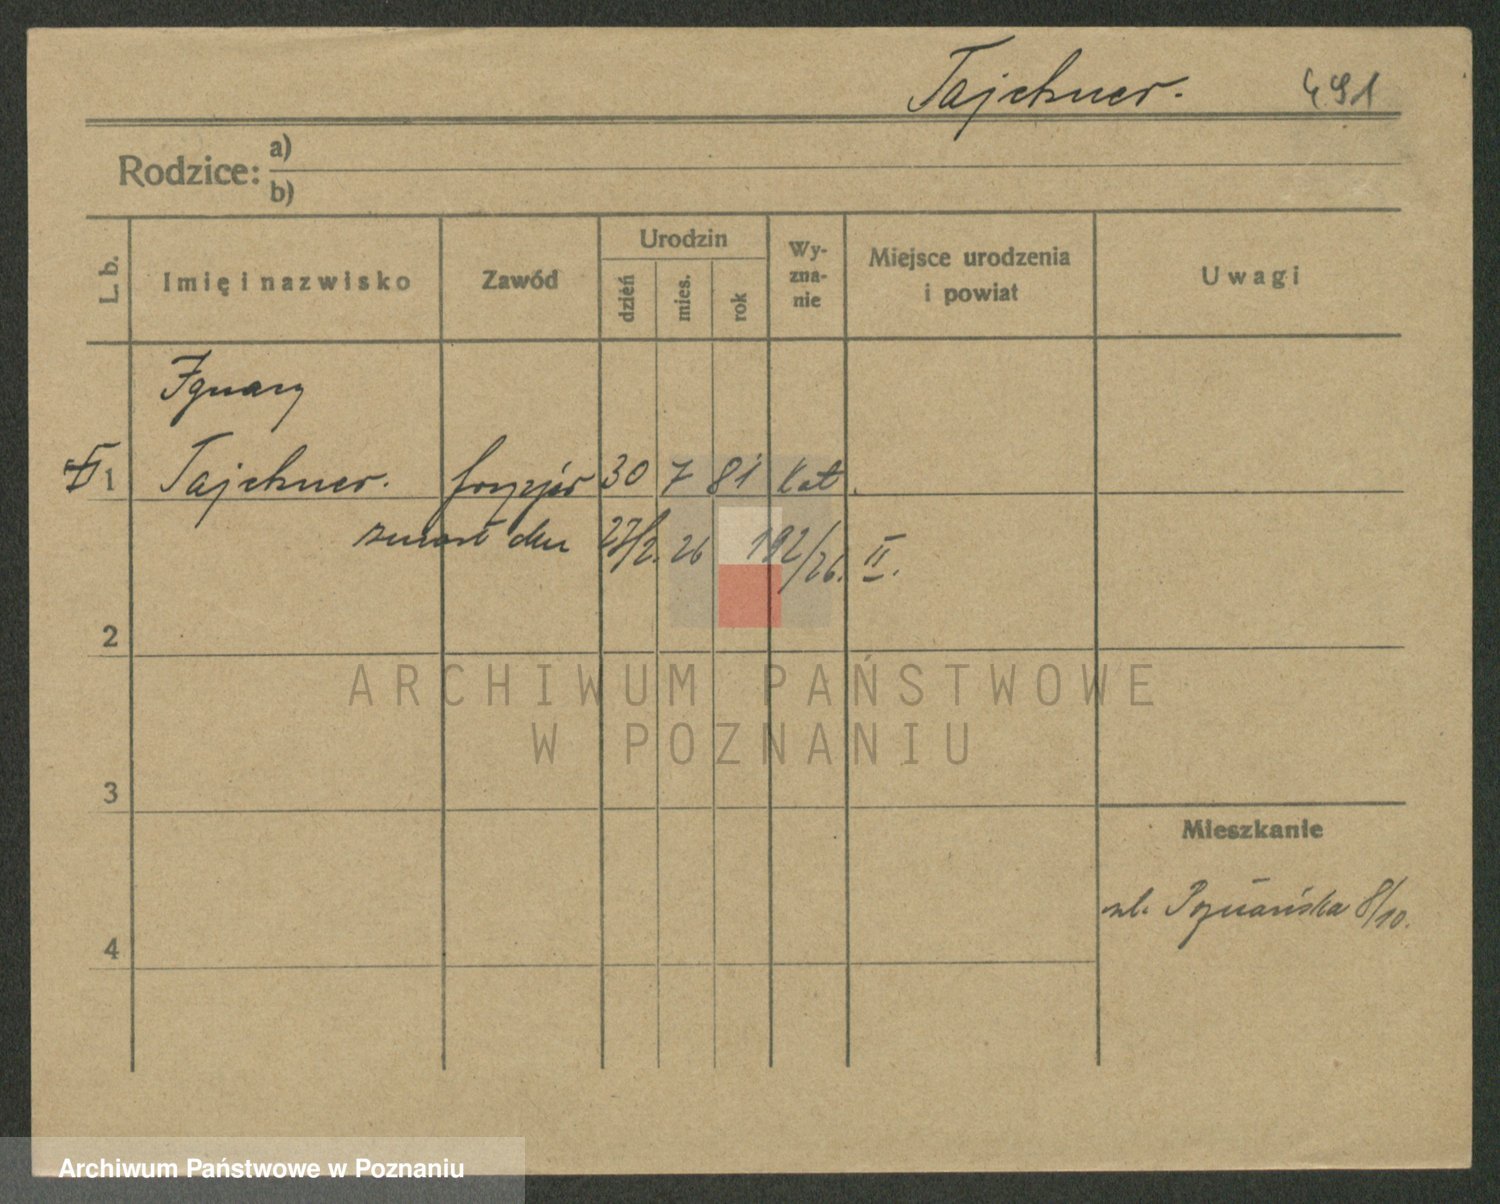 Tajchner. 491
Rodzice: a)
b)
L. b. Imię i nazwisko Zawód Urodzin dzień mies. rok Wy-zna-nie Miejsce urodzenia i powiat Uwagi
Ignacy
1 Tajchner. fryzjer 30 7 81 kat.
zmarł dnia 27/2. 26 192/26. II.
2
ARCHIWUM PAŃSTWOWE
W POZNANIU
3
Mieszkanie
ul. Poznańska 8/10.
4
Archiwum Państwowe w Poznaniu